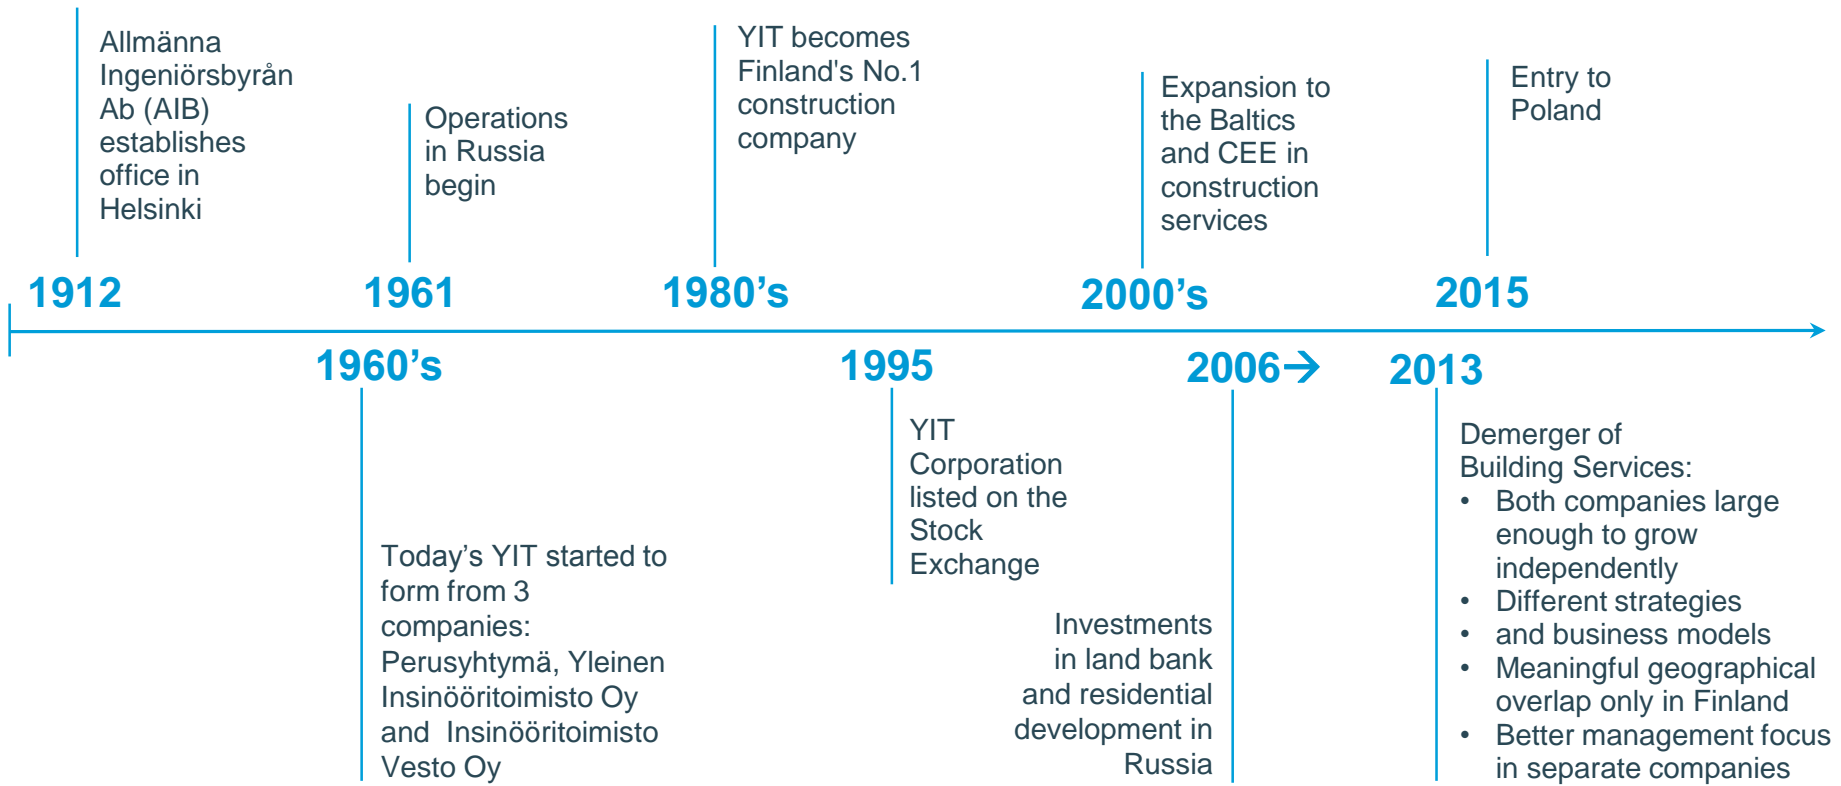 Allmänna
Ingeniörsbyrån
Ab (AIB)
establishes
office in
Helsinki
1912
Operations
in Russia
begin
1961
YIT becomes
Finland's No.1
construction
company
1980’s
Expansion to
the Baltics
and CEE in
construction
services
2000’s
Entry to
Poland
2015
1960’s
Today’s YIT started to
form from 3
companies:
Perusyhtymä, Yleinen
Insinööritoimisto Oy
and Insinööritoimisto
Vesto Oy
1995
YIT
Corporation
listed on the
Stock
Exchange
2006→
Investments
in land bank
and residential
development in
Russia
2013
Demerger of
Building Services:
• Both companies large
enough to grow
independently
• Different strategies
• and business models
• Meaningful geographical
overlap only in Finland
• Better management focus
in separate companies